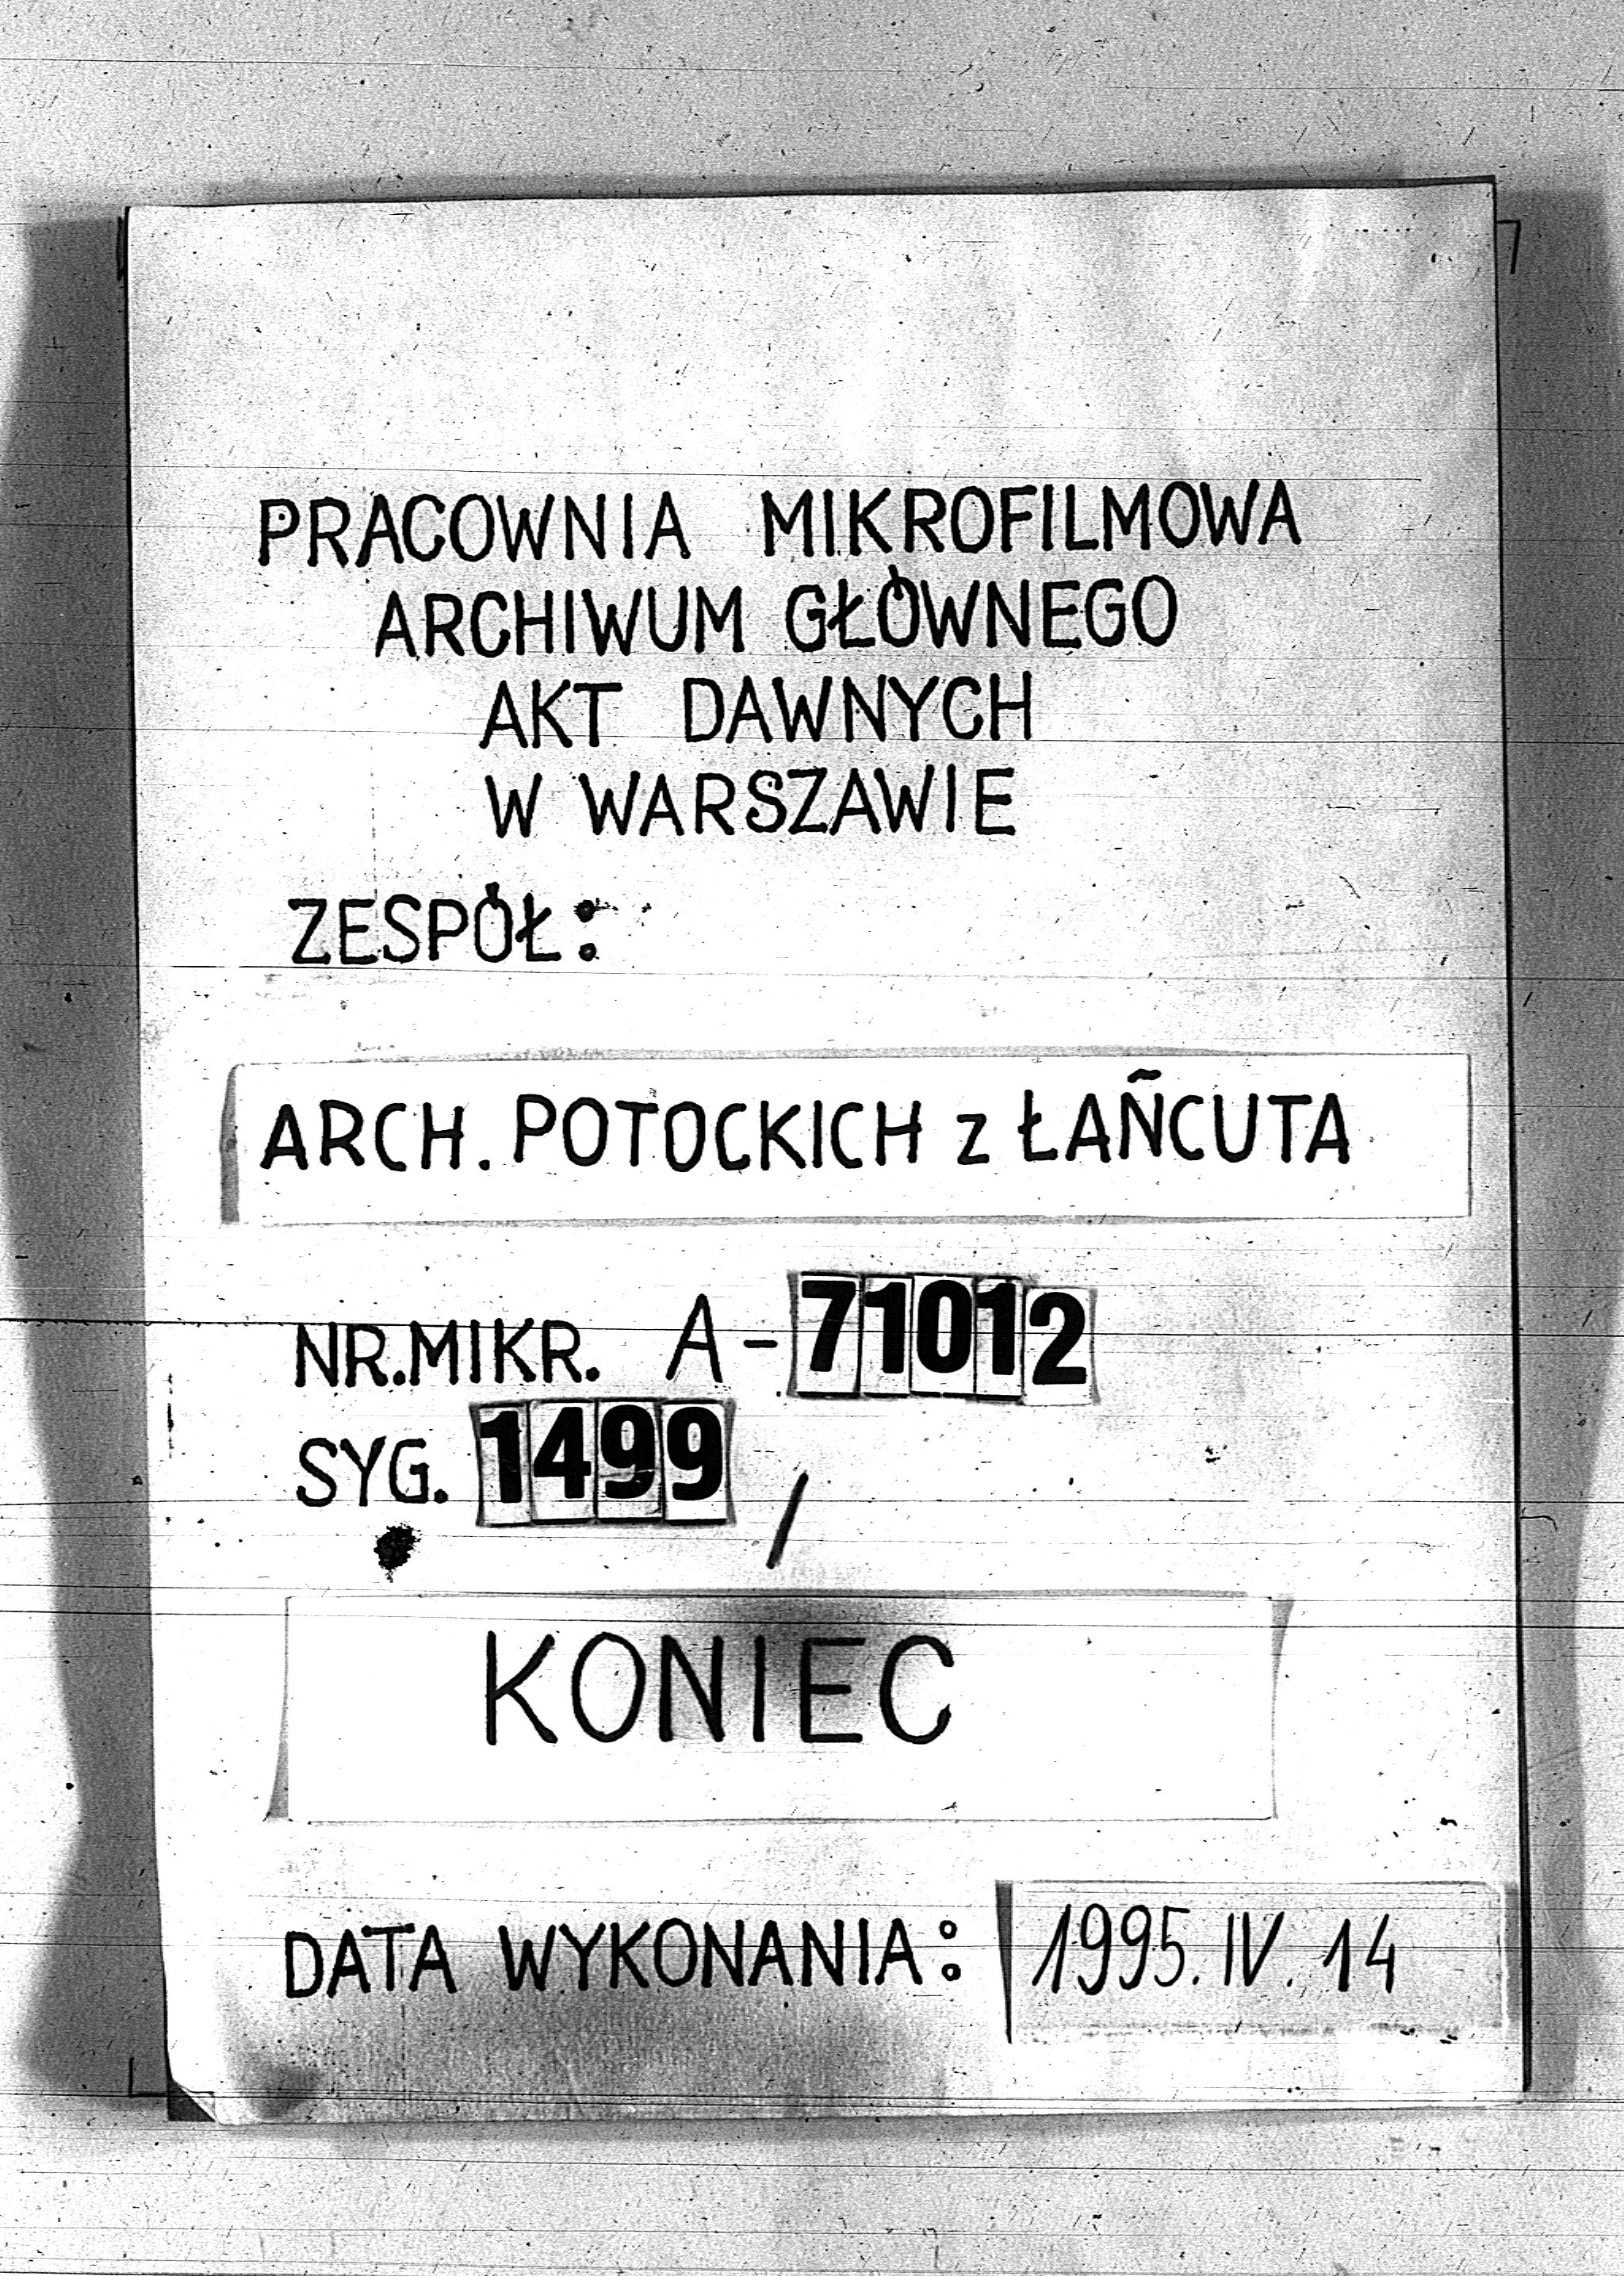 PRACOWNIA MIKROFILMOWA
ARCHIWUM GŁÓWNEGO
AKT DAWNYCH
W WARSZAWIE
ZESPÓŁ:
ARCH. POTOCKICH z ŁAÑCUTA
NR.MIKR. A-71012
SYG. 1499 /
KONIEC
DATA WYKONANIA: 1995.IV.14